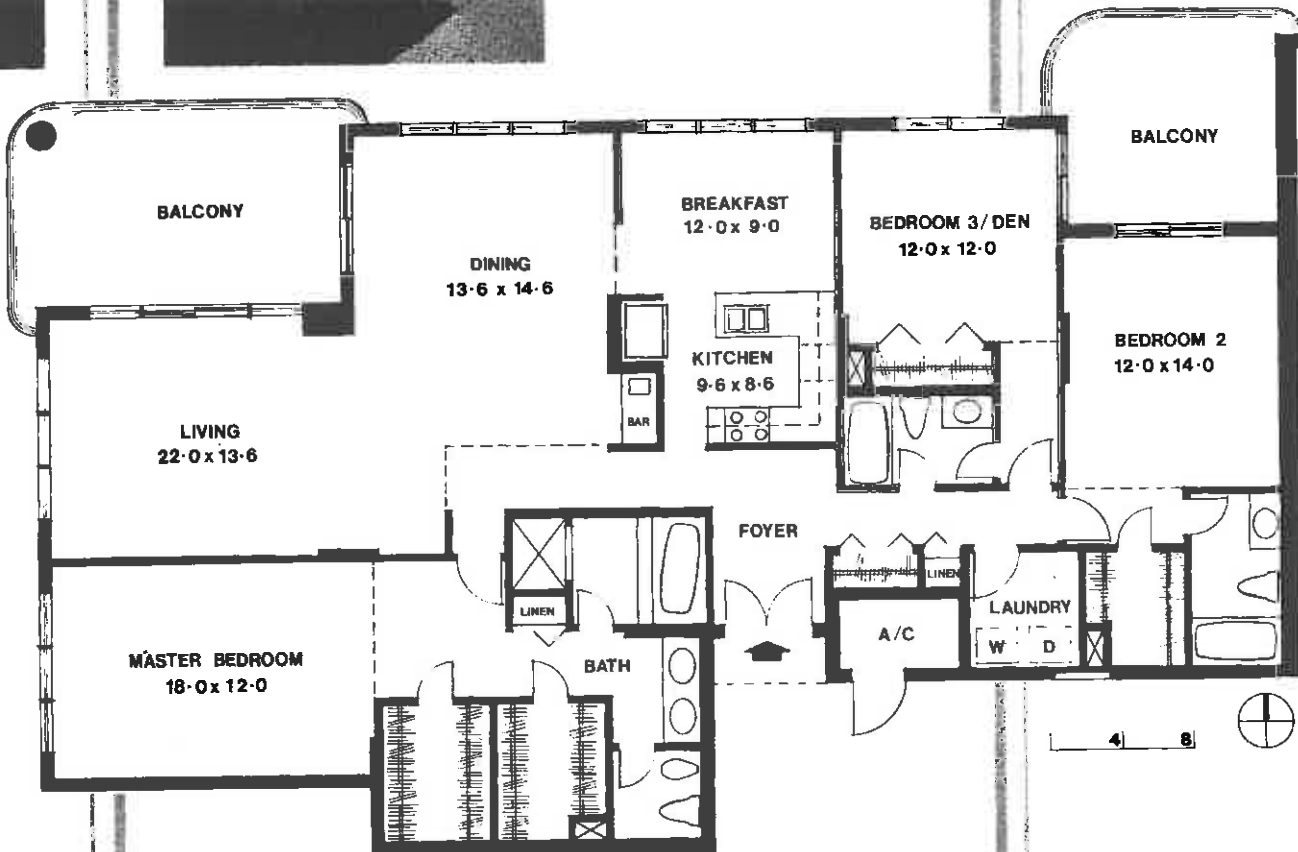 BALCONY
BALCONY
BREAKFAST
12·0 x 9·0
BEDROOM 3/ DEN
12·0 x 12·0
DINING
13·6 x 14·6
BEDROOM 2
12·0 x 14·0
KITCHEN
9·6 x 8·6
BAR
LIVING
22·0 x 13·6
FOYER
LINEN
LINEN
LAUNDRY
W D
A/C
MASTER BEDROOM
18·0 x 12·0
BATH
4 8